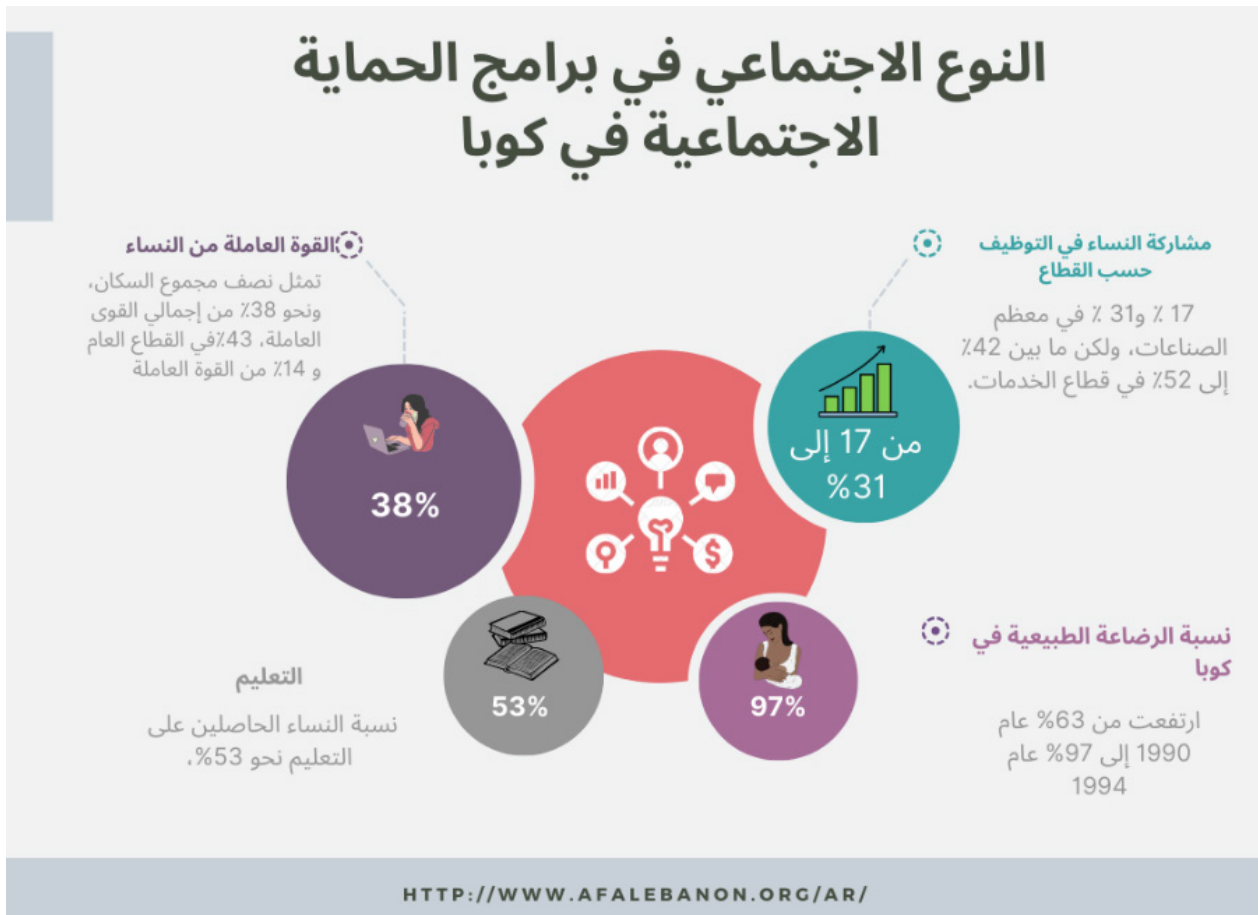 النوع الاجتماعي في برامج الحماية
الاجتماعية في كوبا
مشاركة النساء في التوظيف
حسب القطاع
17 ٪ و31 ٪ في معظم
الصناعات، ولكن ما بين 42٪
إلى 52٪ في قطاع الخدمات.
من 17 إلى
31%
القوة العاملة من النساء
تمثل نصف مجموع السكان،
ونحو 38٪ من إجمالي القوى
العاملة، 43٪في القطاع العام
و 14٪ من القوة العاملة
38%
نسبة الرضاعة الطبيعية في
كوبا
ارتفعت من 63% عام
1990 إلى 97% عام
1994
97%
التعليم
نسبة النساء الحاصلين على
التعليم نحو 53%،
53%
HTTP://WWW.AFALEBANON.ORG/AR/